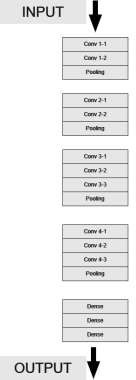 INPUT
Conv 1-1
Conv 1-2
Pooling
Conv 2-1
Conv 2-2
Pooling
Conv 3-1
Conv 3-2
Conv 3-3
Pooling
Conv 4-1
Conv 4-2
Conv 4-3
Pooling
Dense
Dense
Dense
OUTPUT